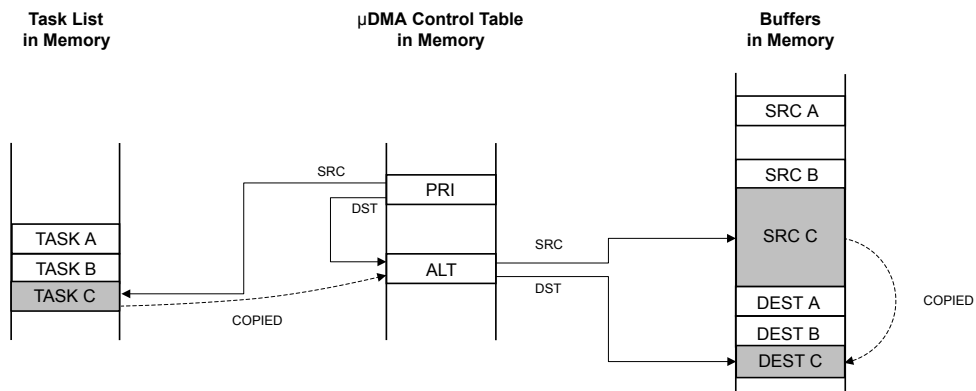 Task List
in Memory
μDMA Control Table
in Memory
Buffers
in Memory
SRC A
SRC B
SRC
PRI
DST
TASK A
SRC C
SRC
TASK B
ALT
DST
TASK C
COPIED
DEST A
COPIED
DEST B
DEST C